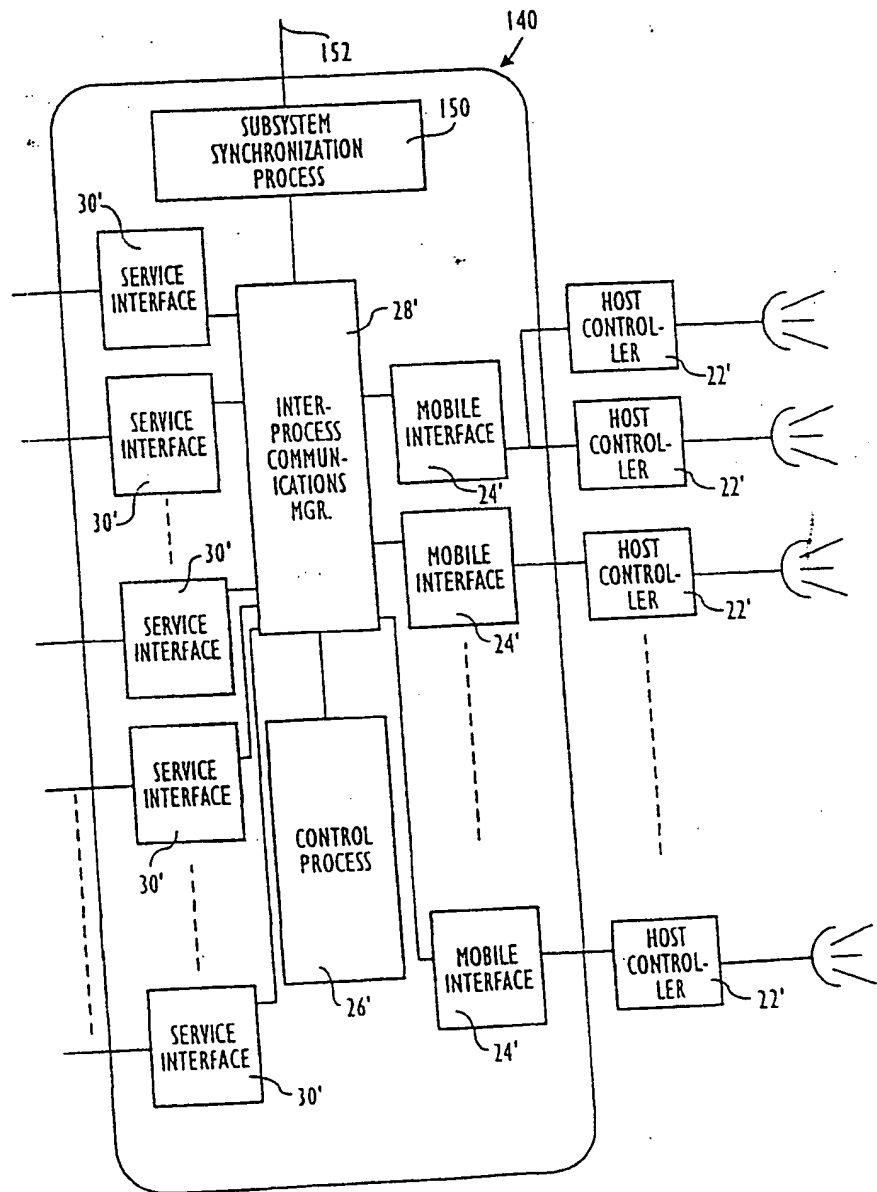 140
152
150
SUBSYSTEM
SYNCHRONIZATION
PROCESS
30'
SERVICE
INTERFACE
28'
HOST
CONTROL-
LER
22'
SERVICE
INTERFACE
30'
INTER-
PROCESS
COMMUN-
ICATIONS
MGR.
MOBILE
INTERFACE
24'
HOST
CONTROL-
LER
22'
30'
SERVICE
INTERFACE
MOBILE
INTERFACE
24'
HOST
CONTROL-
LER
22'
SERVICE
INTERFACE
30'
CONTROL
PROCESS
26'
MOBILE
INTERFACE
24'
HOST
CONTROL-
LER
22'
SERVICE
INTERFACE
30'